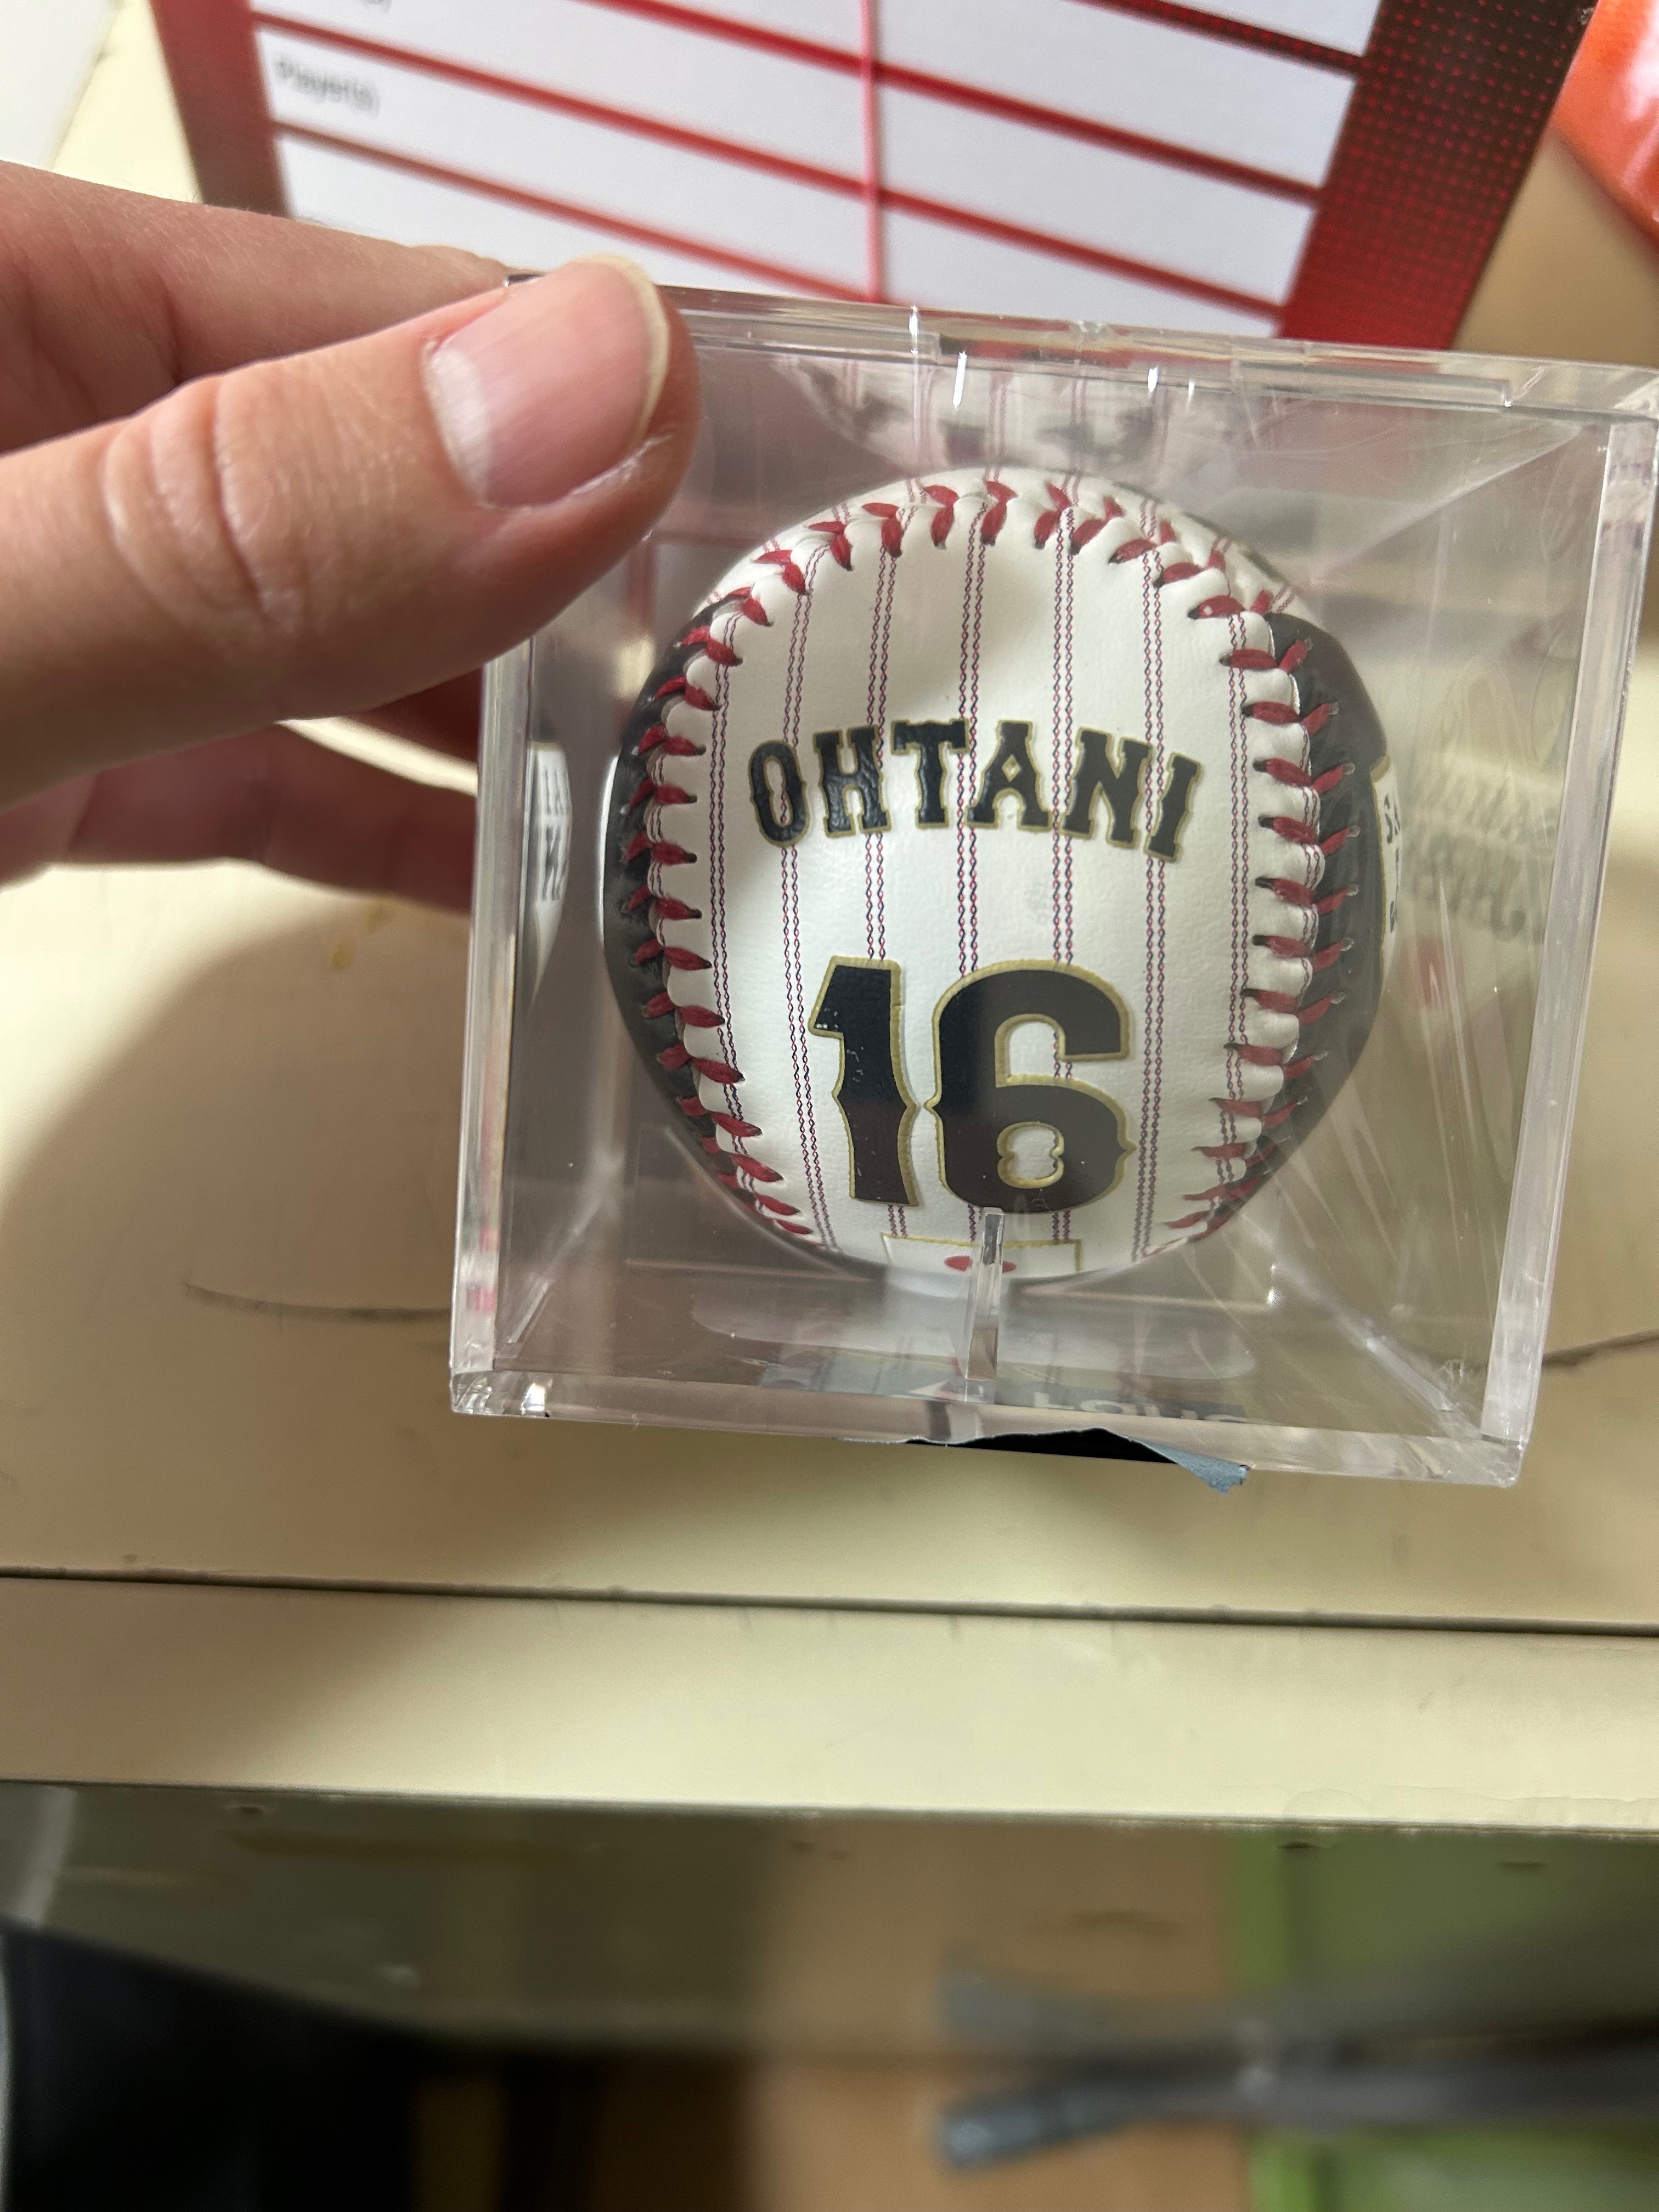 Player(s)
OHTANI
16